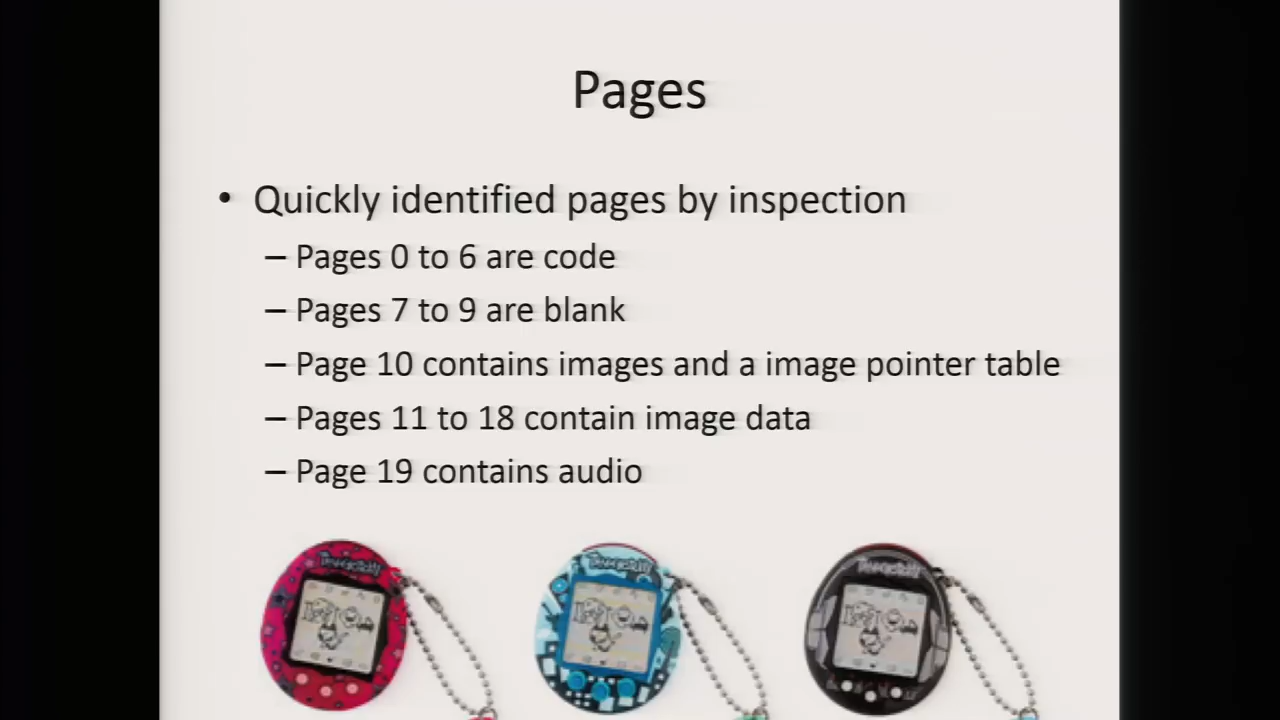 Pages
• Quickly identified pages by inspection
– Pages 0 to 6 are code
– Pages 7 to 9 are blank
– Page 10 contains images and a image pointer table
– Pages 11 to 18 contain image data
– Page 19 contains audio